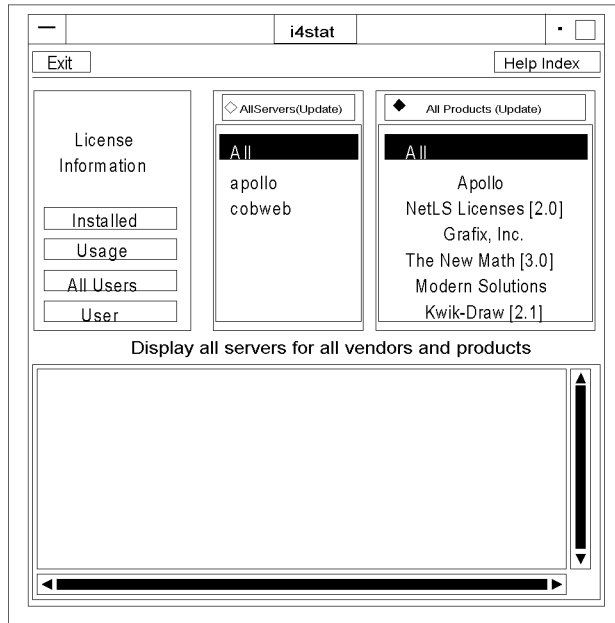 i4stat
Exit
Help Index
License
Information
Installed
Usage
All Users
User
AllServers(Update)
All
apollo
cobweb
All Products (Update)
All
Apollo
NetLS Licenses [2.0]
Grafix, Inc.
The New Math [3.0]
Modern Solutions
Kwik-Draw [2.1]
Display all servers for all vendors and products